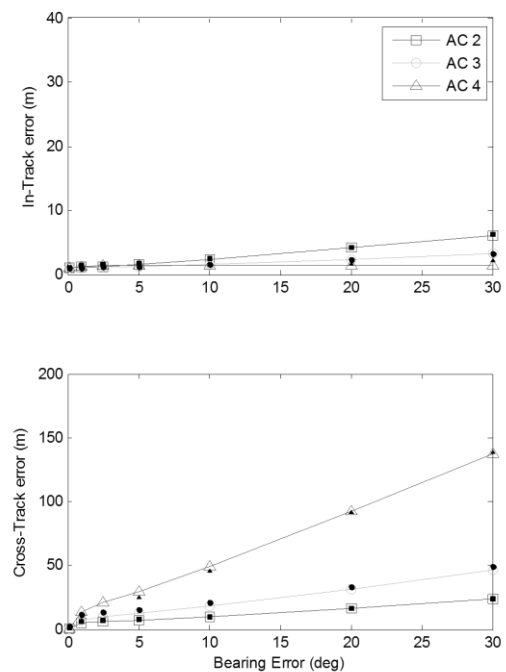 40
30
20
10
0
In-Track error (m)
AC 2
AC 3
AC 4
0 5 10 15 20 25 30
200
150
100
50
0
Cross-Track error (m)
0 5 10 15 20 25 30
Bearing Error (deg)